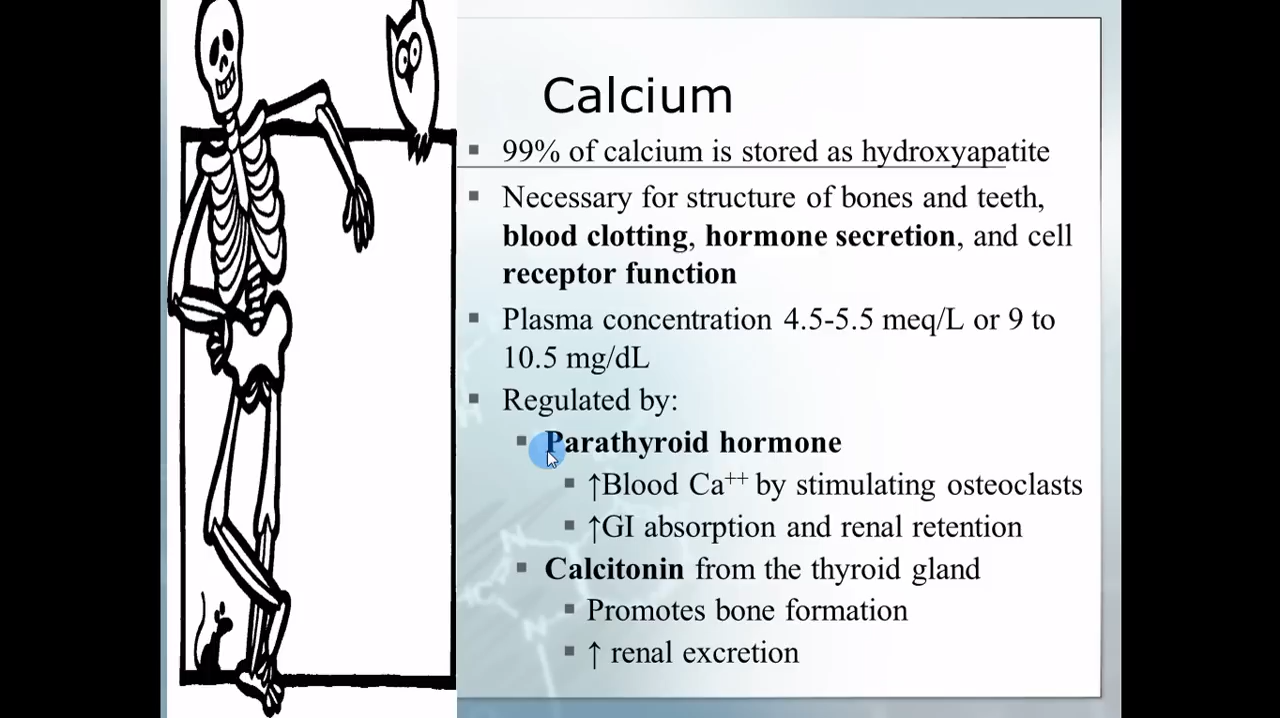 Calcium
99% of calcium is stored as hydroxyapatite
Necessary for structure of bones and teeth,
blood clotting, hormone secretion, and cell
receptor function
Plasma concentration 4.5-5.5 meq/L or 9 to
10.5 mg/dL
Regulated by:
Parathyroid hormone
↑Blood Ca⁺⁺ by stimulating osteoclasts
↑GI absorption and renal retention
Calcitonin from the thyroid gland
Promotes bone formation
↑ renal excretion